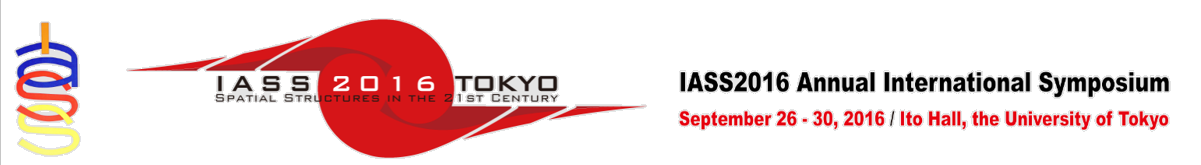 iass
IASS 2016 TOKYO
SPATIAL STRUCTURES IN THE 21ST CENTURY
IASS2016 Annual International Symposium
September 26 - 30, 2016 / Ito Hall, the University of Tokyo